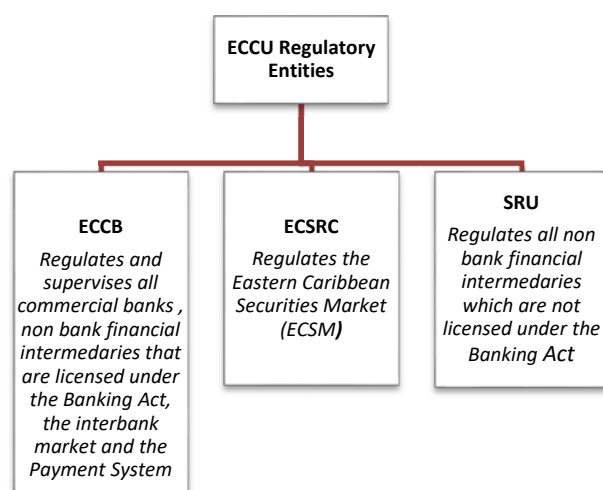 ECCU Regulatory
Entities
ECCB
Regulates and
supervises all
commercial banks ,
non bank financial
intermedaries that
are licensed under
the Banking Act,
the interbank
market and the
Payment System
ECSRC
Regulates the
Eastern Caribbean
Securities Market
(ECSM)
SRU
Regulates all non
bank financial
intermedaries
which are not
licensed under the
Banking Act